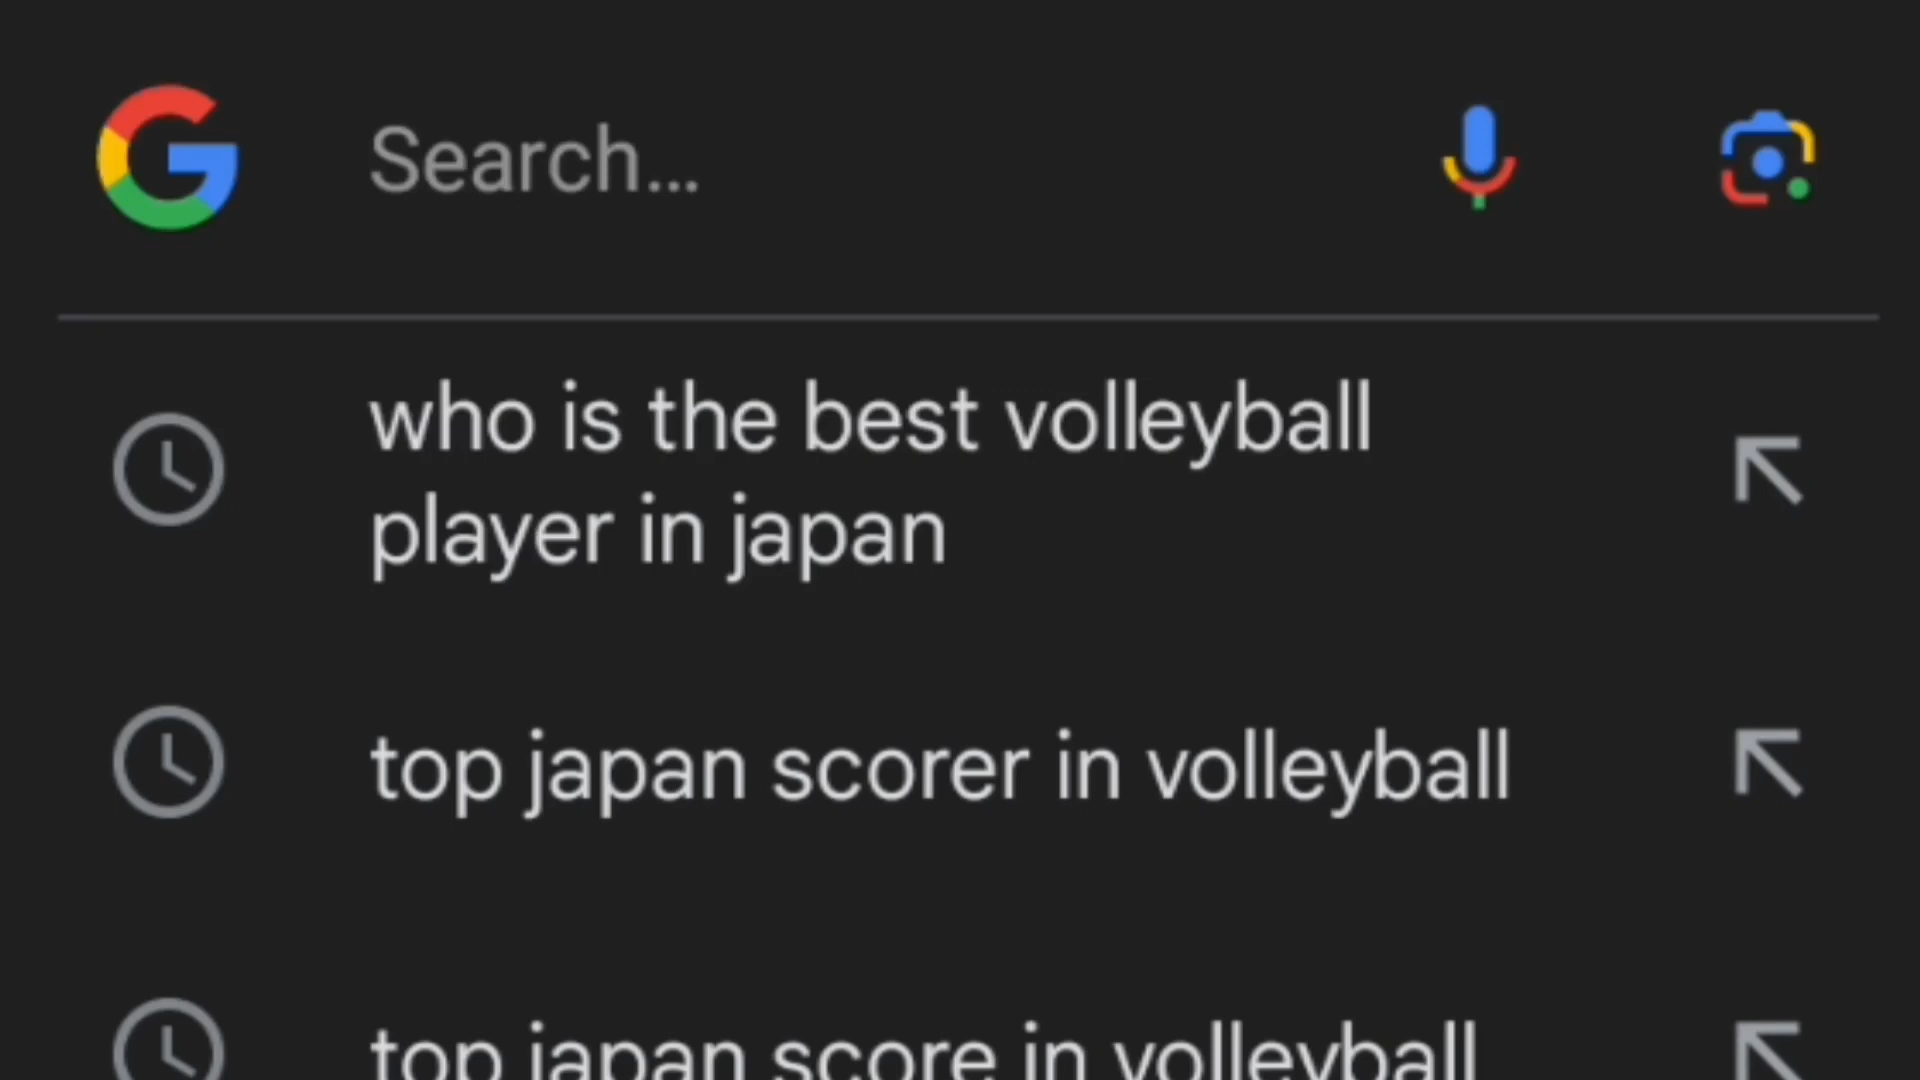 Search...
who is the best volleyball
player in japan
top japan scorer in volleyball
top japan score in volleyball